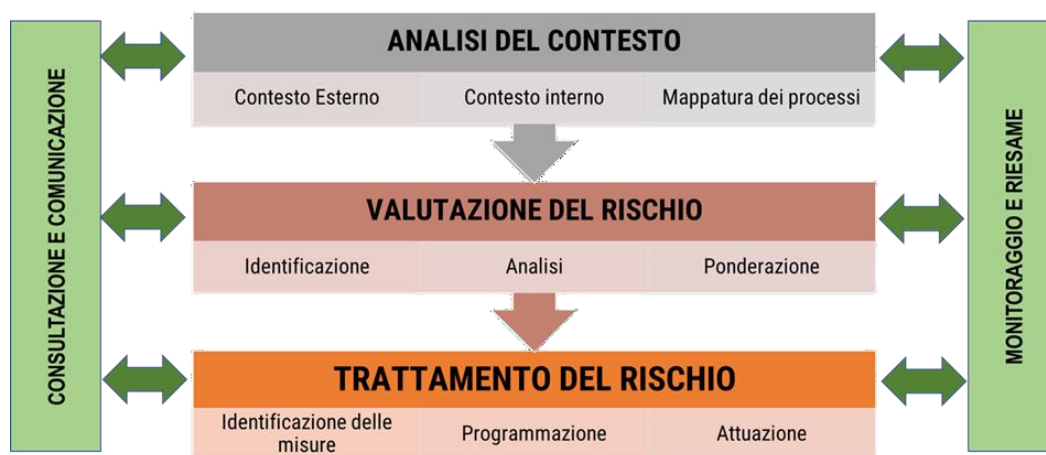 CONSULTAZIONE E COMUNICAZIONE
ANALISI DEL CONTESTO
Contesto Esterno
Contesto interno
Mappatura dei processi
VALUTAZIONE DEL RISCHIO
Identificazione
Analisi
Ponderazione
TRATTAMENTO DEL RISCHIO
Identificazione delle
misure
Programmazione
Attuazione
MONITORAGGIO E RIESAME